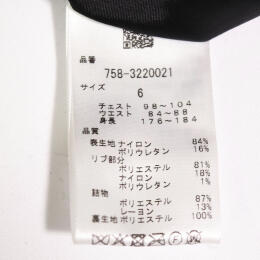 品番
758-3220021
サイズ
6
チェスト 98～104
ウエスト 84～88
身長 176～184
品質
表生地 ナイロン 84%
ポリウレタン 16%
リブ部分
ポリエステル 81%
ナイロン 18%
ポリウレタン 1%
詰物
ポリエステル 87%
レーヨン 13%
裏生地 ポリエステル 100%